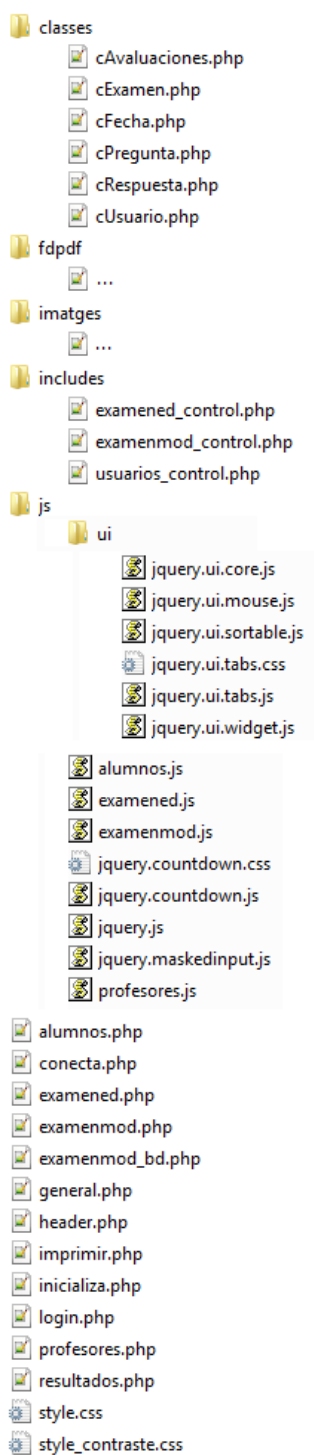 classes
cAvaluaciones.php
cExamen.php
cFecha.php
cPregunta.php
cRespuesta.php
cUsuario.php
fdpdf
...
imatges
...
includes
examened_control.php
examenmod_control.php
usuarios_control.php
js
ui
jquery.ui.core.js
jquery.ui.mouse.js
jquery.ui.sortable.js
jquery.ui.tabs.css
jquery.ui.tabs.js
jquery.ui.widget.js
alumnos.js
examened.js
examenmod.js
jquery.countdown.css
jquery.countdown.js
jquery.js
jquery.maskedinput.js
profesores.js
alumnos.php
conecta.php
examened.php
examenmod.php
examenmod_bd.php
general.php
header.php
imprimir.php
inicializa.php
login.php
profesores.php
resultados.php
style.css
style_contraste.css